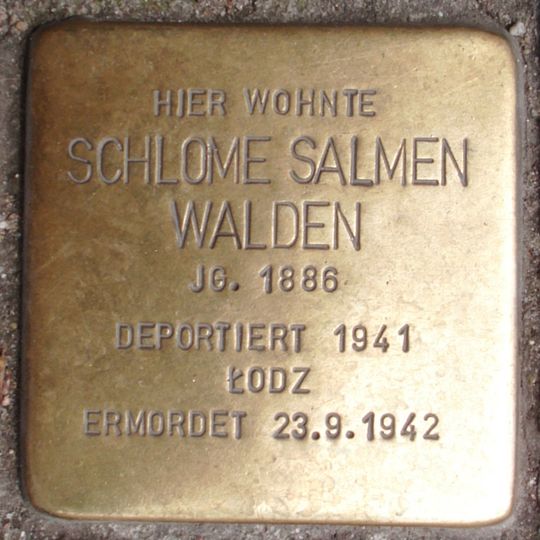 HIER WOHNTE
SCHLOME SALMEN
WALDEN
JG. 1886
DEPORTIERT 1941
ŁODZ
ERMORDET 23.9.1942